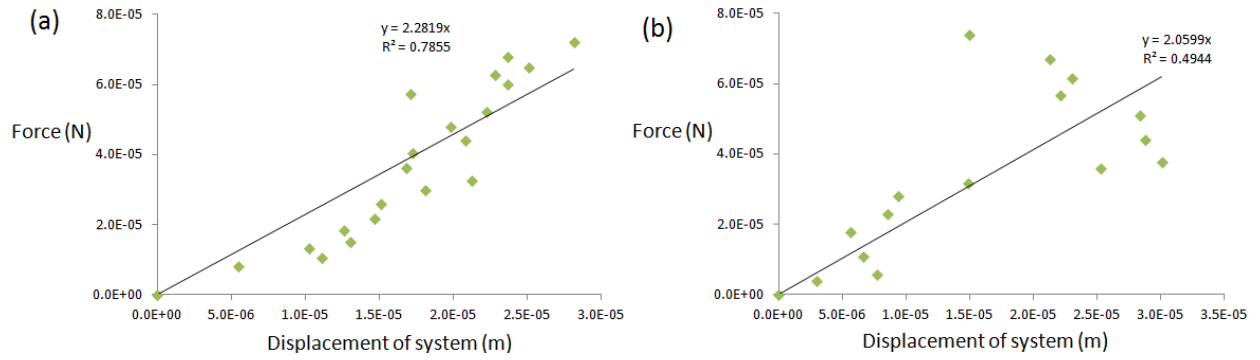 (a)
y = 2.2819x
R² = 0.7855
Force (N)
8.0E-05
6.0E-05
4.0E-05
2.0E-05
0.0E+00
0.0E+00 5.0E-06 1.0E-05 1.5E-05 2.0E-05 2.5E-05 3.0E-05
Displacement of system (m)
(b)
y = 2.0599x
R² = 0.4944
Force (N)
8.0E-05
6.0E-05
4.0E-05
2.0E-05
0.0E+00
0.0E+00 5.0E-06 1.0E-05 1.5E-05 2.0E-05 2.5E-05 3.0E-05 3.5E-05
Displacement of system (m)